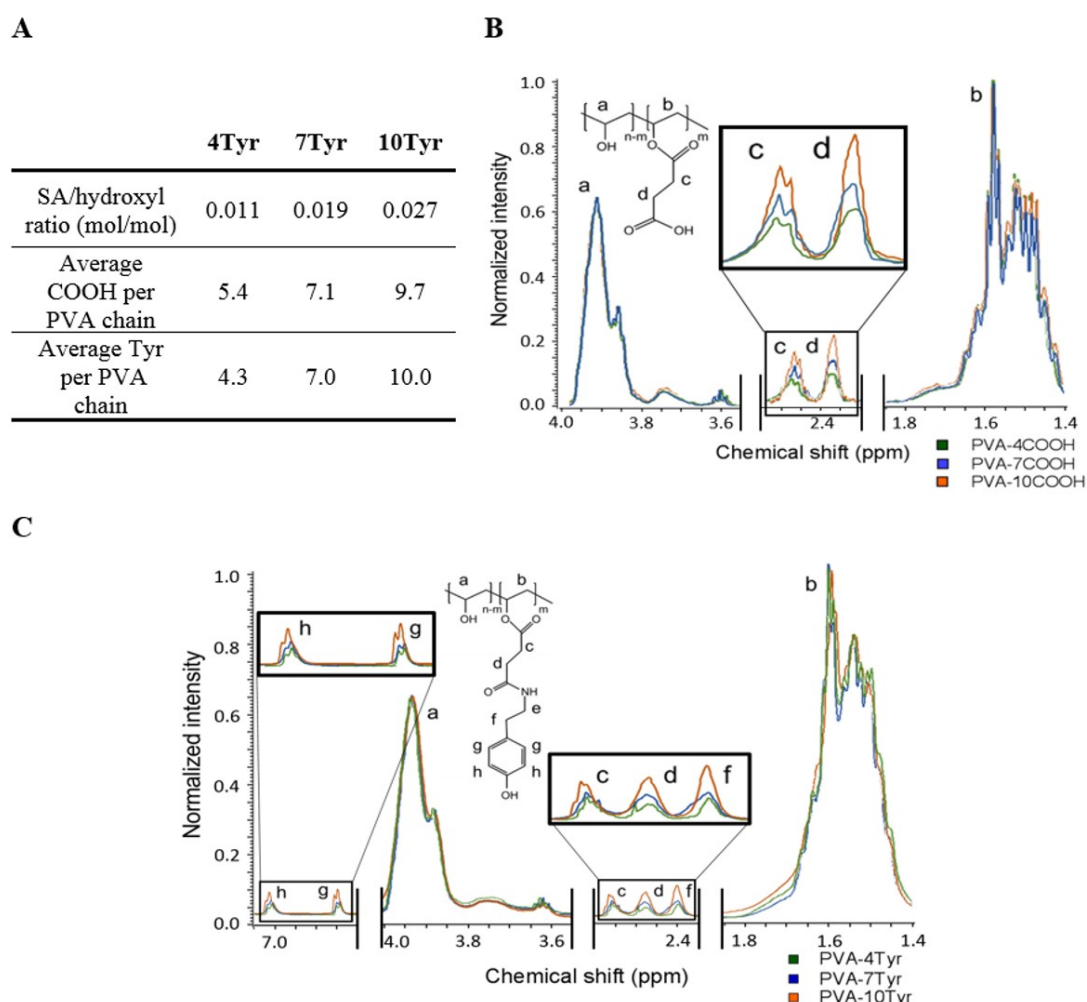 A
4Tyr 7Tyr 10Tyr
SA/hydroxyl
ratio (mol/mol)
0.011 0.019 0.027
Average
COOH per
PVA chain
5.4 7.1 9.7
Average Tyr
per PVA
chain
4.3 7.0 10.0
B
Normalized intensity
1.0
0.8
0.6
0.4
0.2
0.0
a
b
n-m
m
OH
O
O
d
c
O
OH
a
c
d
c
d
b
4.0 3.8 3.6 2.4 1.8 1.6 1.4
Chemical shift (ppm)
PVA-4COOH
PVA-7COOH
PVA-10COOH
C
Normalized intensity
1.0
0.8
0.6
0.4
0.2
0.0
h
g
h
g
a
a
b
n-m
m
OH
O
O
c
d
O
NH
e
f
g
g
h
h
OH
c
d
f
c
d
f
b
7.0 4.0 3.8 3.6 2.4 1.8 1.6 1.4
Chemical shift (ppm)
PVA-4Tyr
PVA-7Tyr
PVA-10Tyr